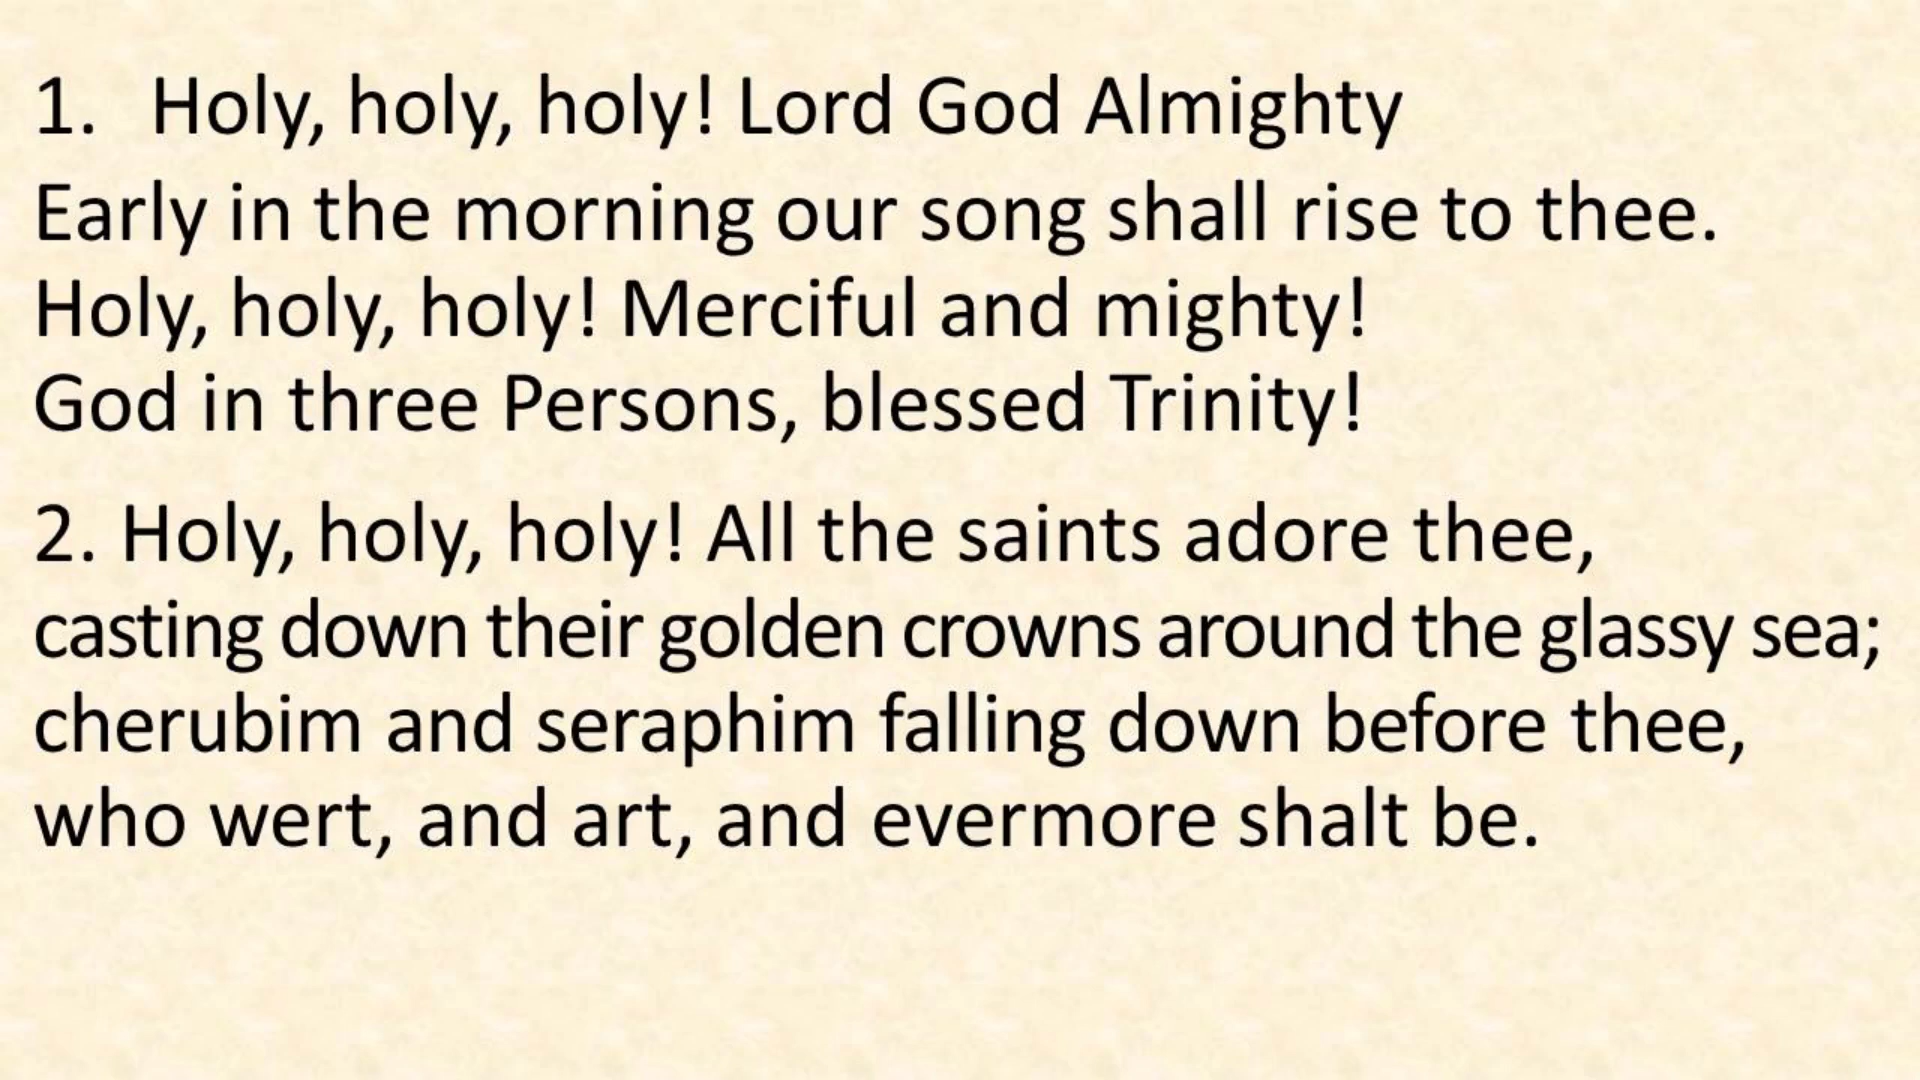 1. Holy, holy, holy! Lord God Almighty
Early in the morning our song shall rise to thee.
Holy, holy, holy! Merciful and mighty!
God in three Persons, blessed Trinity!
2. Holy, holy, holy! All the saints adore thee,
casting down their golden crowns around the glassy sea;
cherubim and seraphim falling down before thee,
who wert, and art, and evermore shalt be.